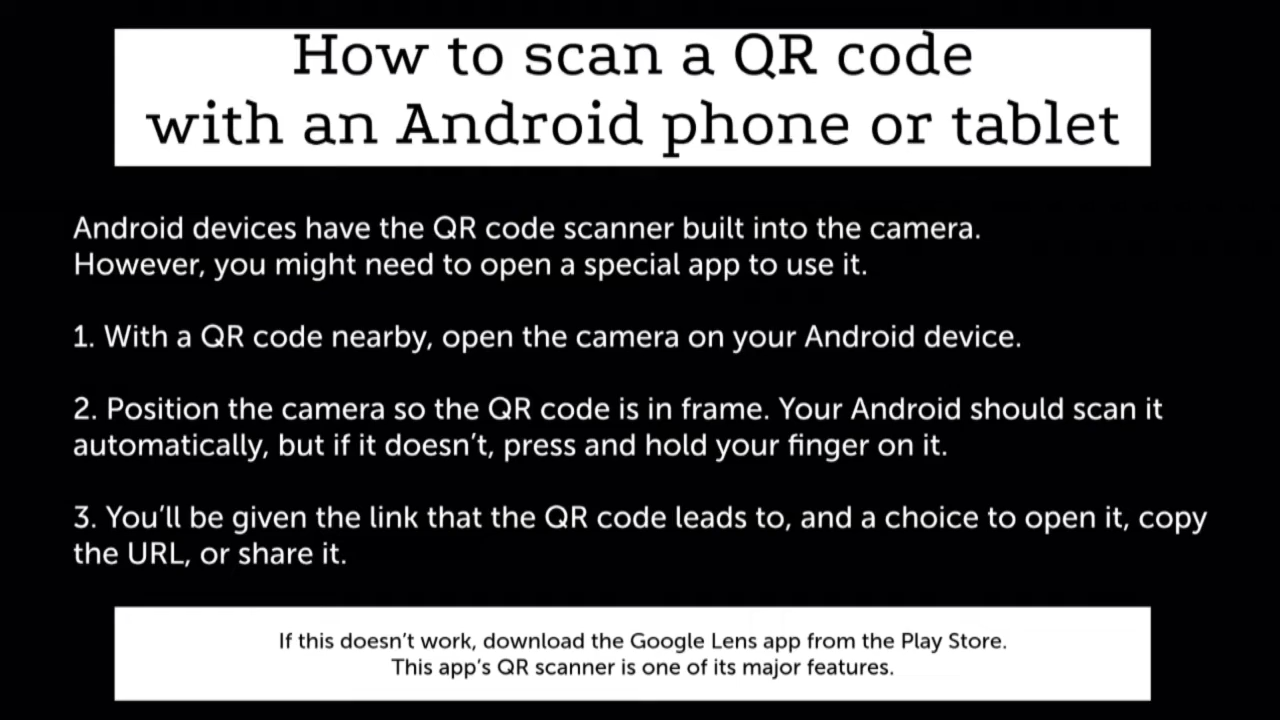 How to scan a QR code
with an Android phone or tablet
Android devices have the QR code scanner built into the camera.
However, you might need to open a special app to use it.
1. With a QR code nearby, open the camera on your Android device.
2. Position the camera so the QR code is in frame. Your Android should scan it
automatically, but if it doesn’t, press and hold your finger on it.
3. You’ll be given the link that the QR code leads to, and a choice to open it, copy
the URL, or share it.
If this doesn’t work, download the Google Lens app from the Play Store.
This app’s QR scanner is one of its major features.